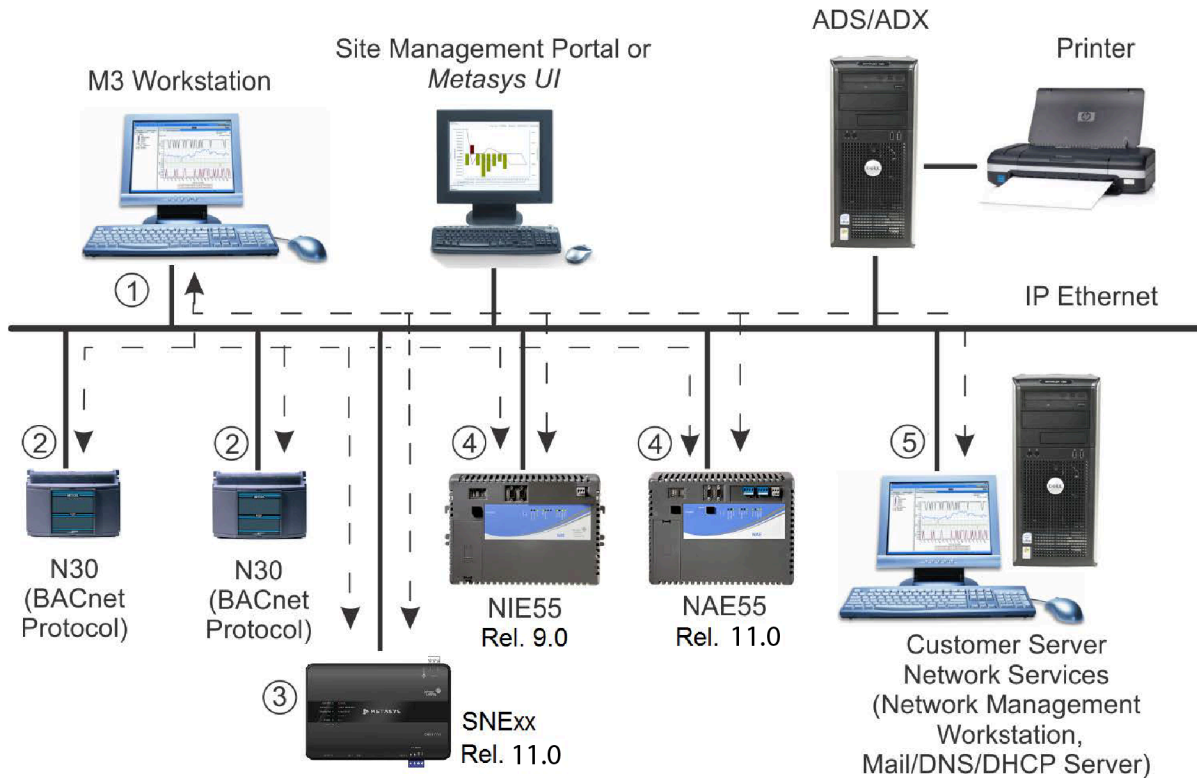 ADS/ADX
Site Management Portal or
Metasys UI
Printer
M3 Workstation
IP Ethernet
1
2
2
4
4
5
N30
(BACnet
Protocol)
N30
(BACnet
Protocol)
NIE55
Rel. 9.0
NAE55
Rel. 11.0
3
METASYS
SNExx
Rel. 11.0
Customer Server
Network Services
(Network Management
Workstation,
Mail/DNS/DHCP Server)